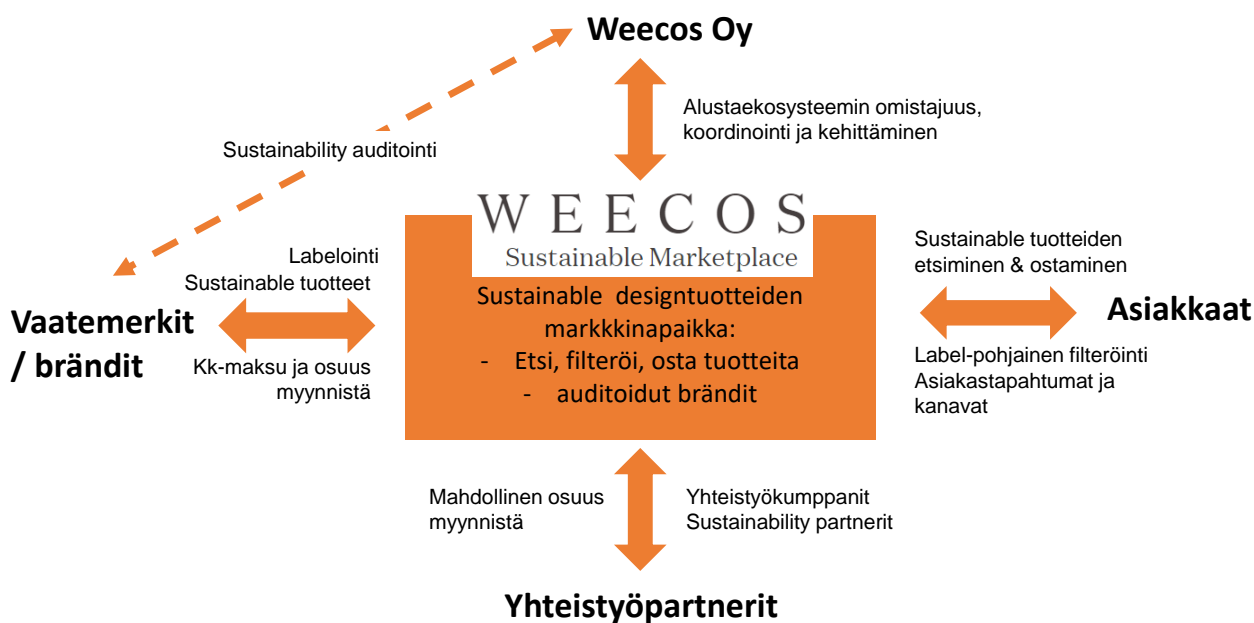 Weecos Oy
Alustaekosysteemin omistajuus,
koordinointi ja kehittäminen
Sustainability auditointi
WEECOS
Sustainable Marketplace
Labelointi
Sustainable tuotteet
Vaatemerkit
/ brändit
Kk-maksu ja osuus
myynnistä
Sustainable designtuotteiden
markkkinapaikka:
- Etsi, filteröi, osta tuotteita
- auditoidut brändit
Sustainable tuotteiden
etsiminen & ostaminen
Asiakkaat
Label-pohjainen filteröinti
Asiakastapahtumat ja
kanavat
Mahdollinen osuus
myynnistä
Yhteistyökumppanit
Sustainability partnerit
Yhteistyöpartnerit